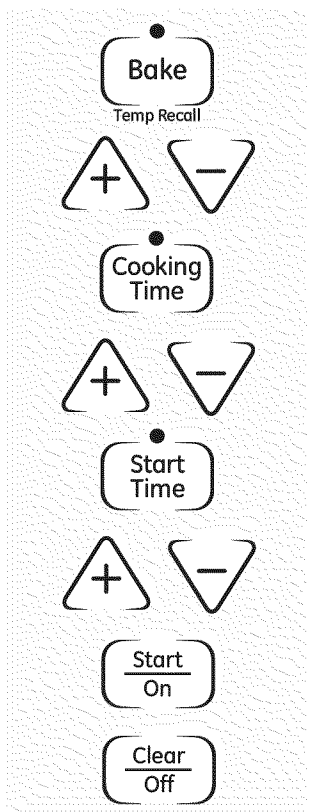 Bake
Temp Recall
+ −
Cooking
Time
+ −
Start
Time
+ −
Start
On
Clear
Off